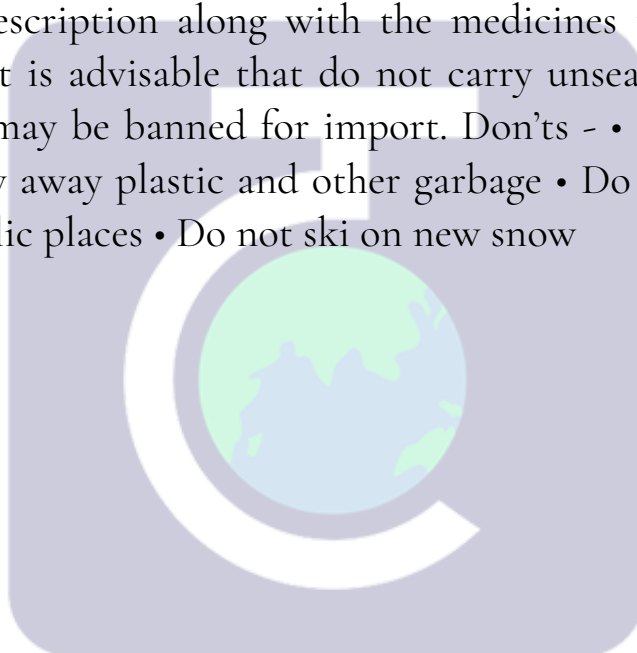 escription along with the medicines
t is advisable that do not carry unsea
may be banned for import. Don’ts - •
away plastic and other garbage • Do
lic places • Do not ski on new snow